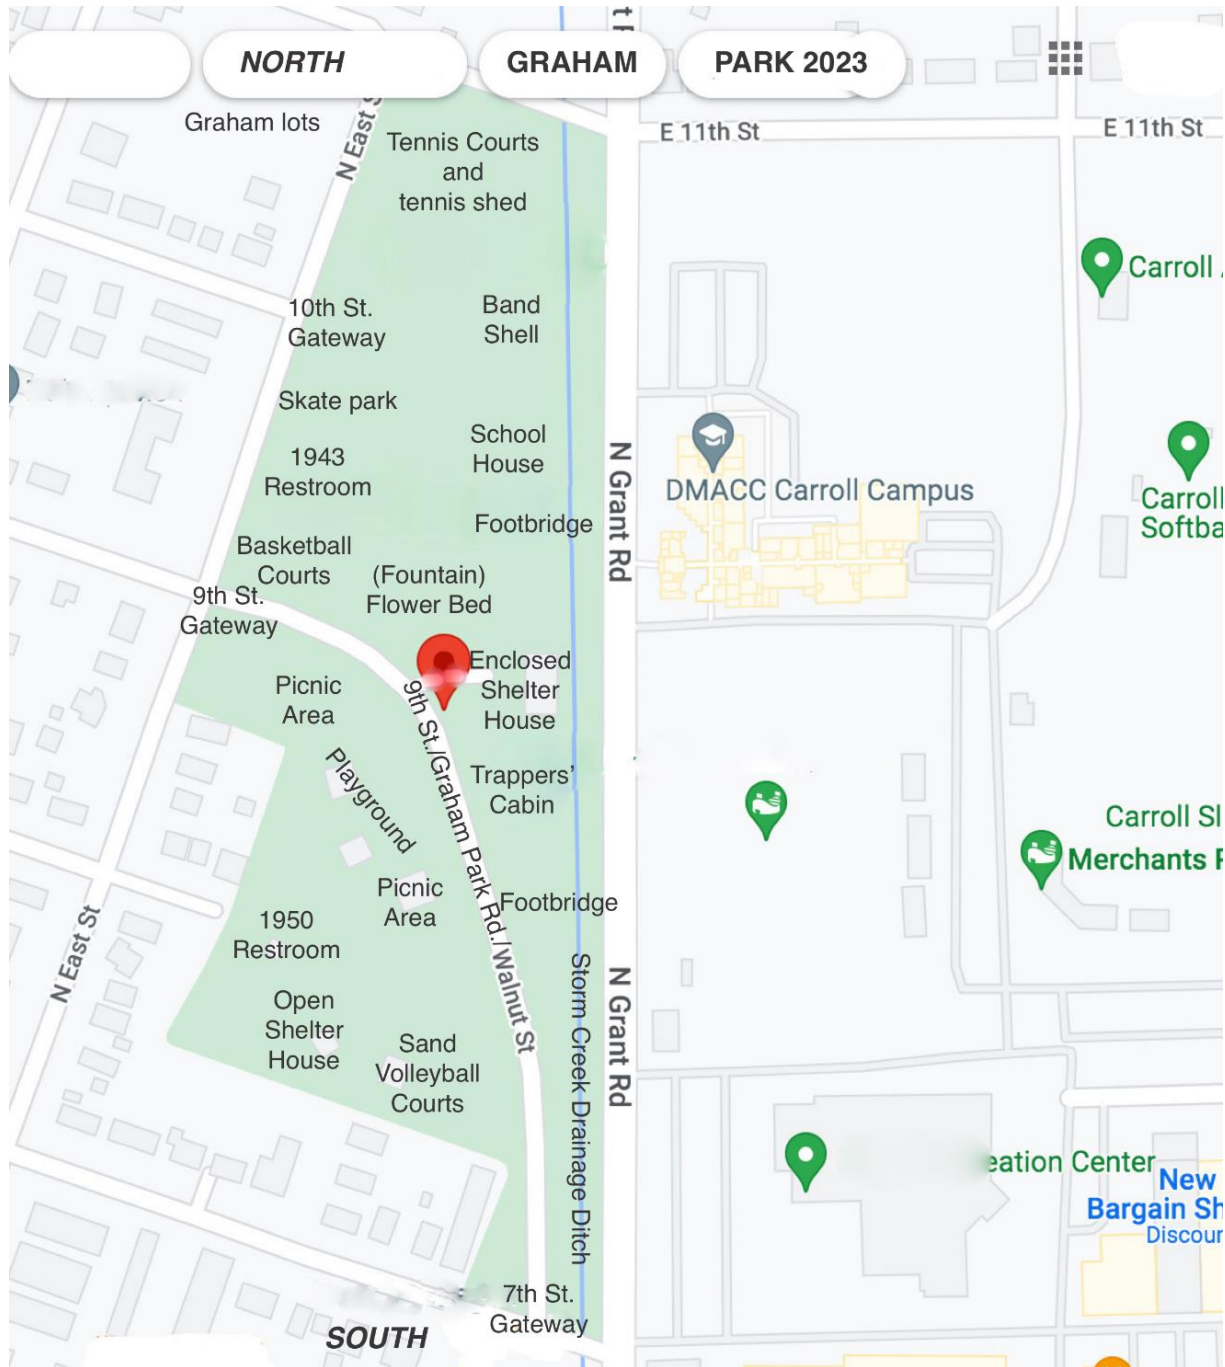 NORTH
GRAHAM
PARK 2023
Graham lots
N East S
E 11th St
E 11th St
Tennis Courts
and
tennis shed
Carroll
10th St.
Gateway
Band
Shell
Skate park
School
House
1943
Restroom
N Grant Rd
DMACC Carroll Campus
Carroll
Softba
Footbridge
Basketball
Courts
(Fountain)
Flower Bed
9th St.
Gateway
Enclosed
Shelter
House
Picnic
Area
9th St./Graham Park Rd./Walnut St
Playground
Trappers'
Cabin
Carroll Sl
Merchants P
Picnic
Area
Footbridge
1950
Restroom
N East St
Storm Creek Drainage Ditch
N Grant Rd
Open
Shelter
House
Sand
Volleyball
Courts
eation Center
New
Bargain Sh
Discour
7th St.
Gateway
SOUTH